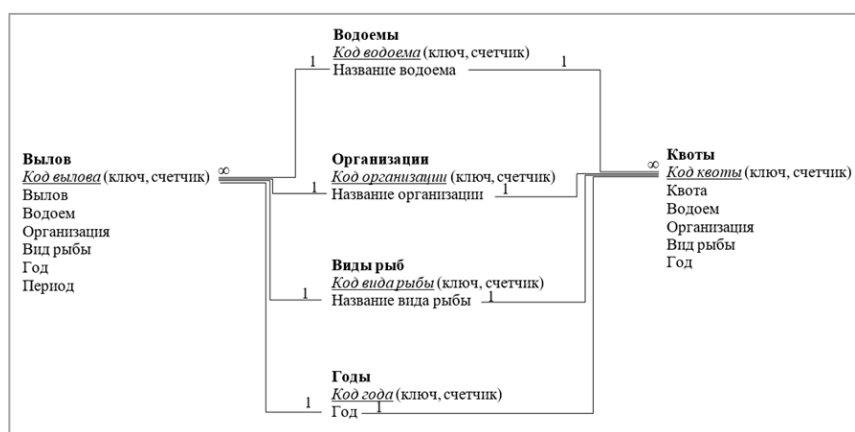 Водоемы
Код водоема (ключ, счетчик)
1 Название водоема 1
Вылов
∞
Код вылова (ключ, счетчик)
Вылов
Водоем
Организация
Вид рыбы
Год
Период
Организации
Код организации (ключ, счетчик)
1 Название организации 1
Виды рыб
Код вида рыбы (ключ, счетчик)
1 Название вида рыбы 1
Годы
Код года (ключ, счетчик)
1 Год 1
Квоты
∞
Код квоты (ключ, счетчик)
Квота
Водоем
Организация
Вид рыбы
Год